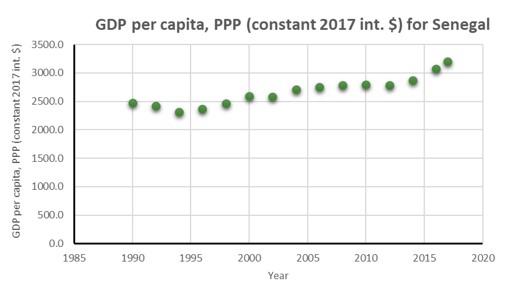 GDP per capita, PPP (constant 2017 int. $) for Senegal
GDP per capita, PPP (constant 2017 int. $)
3500.0
3000.0
2500.0
2000.0
1500.0
1000.0
500.0
0.0
1985 1990 1995 2000 2005 2010 2015 2020
Year